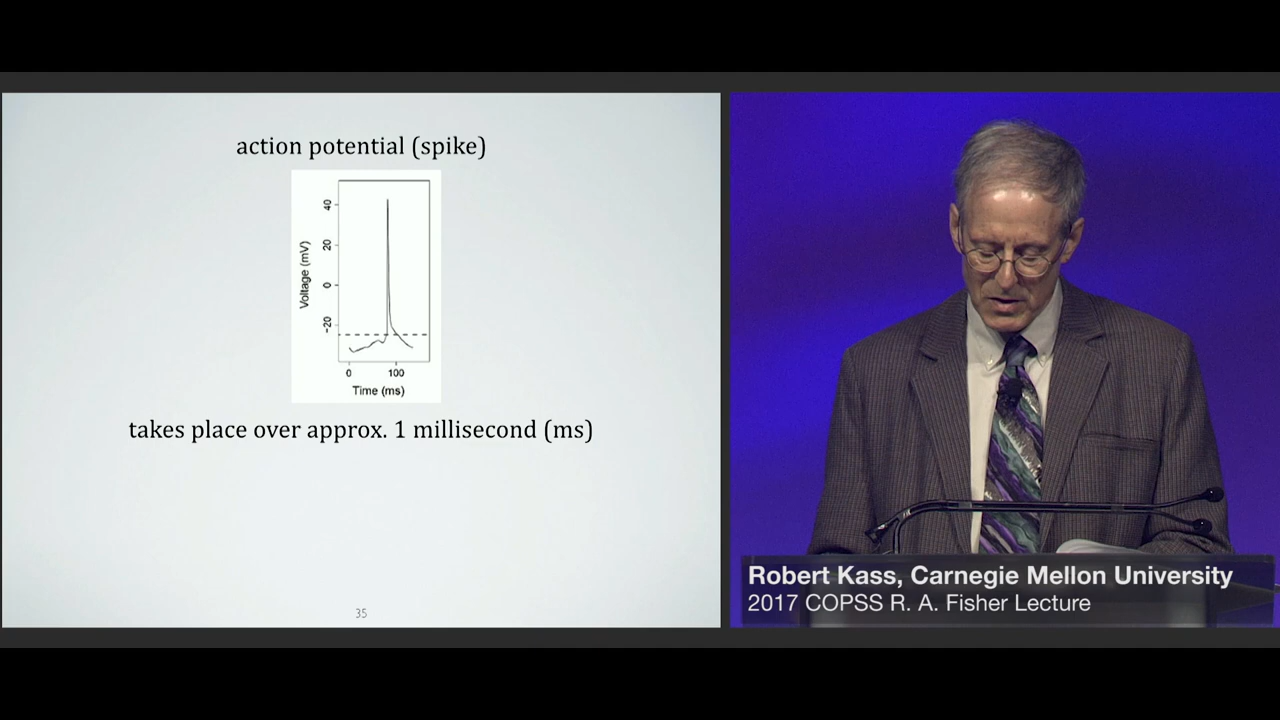 action potential (spike)
40
20
0
-20
Voltage (mV)
0 100
Time (ms)
takes place over approx. 1 millisecond (ms)
35
Robert Kass, Carnegie Mellon University
2017 COPSS R. A. Fisher Lecture